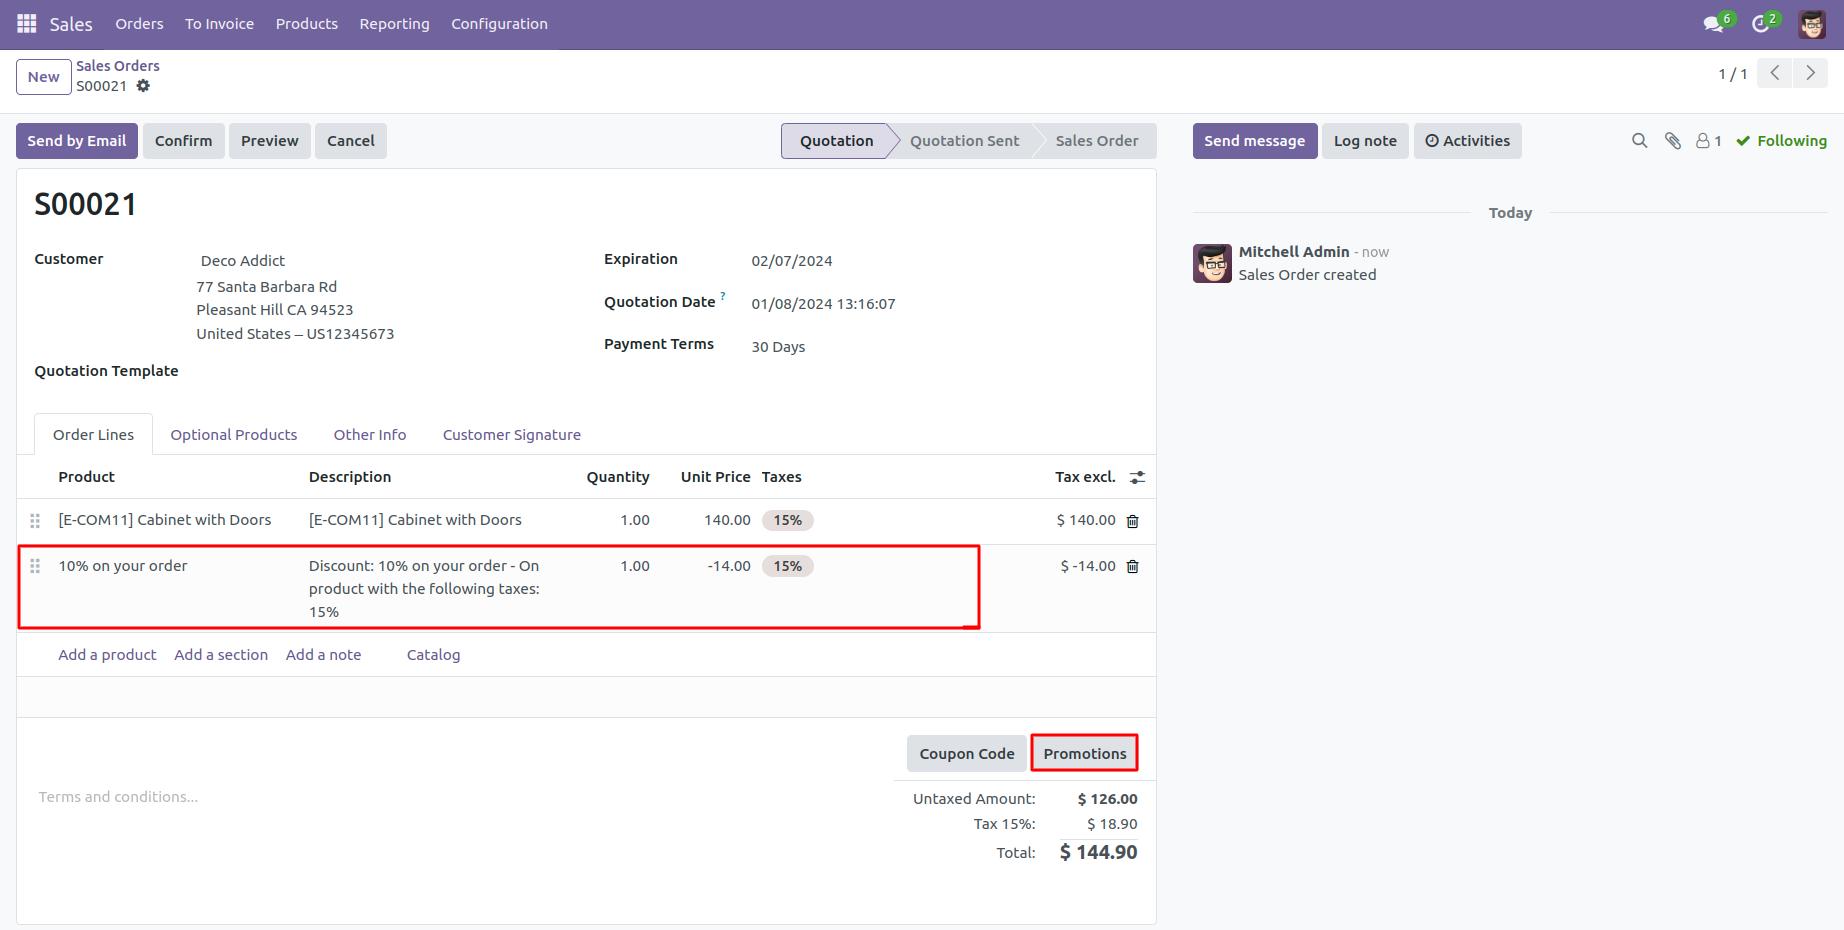 Sales Orders To Invoice Products Reporting Configuration 6 2
New Sales Orders
S00021
1 / 1
Send by Email Confirm Preview Cancel Quotation Quotation Sent Sales Order Send message Log note Activities 1 Following
S00021
Today
Customer Deco Addict
77 Santa Barbara Rd
Pleasant Hill CA 94523
United States – US12345673
Quotation Template
Expiration 02/07/2024
Quotation Date ? 01/08/2024 13:16:07
Payment Terms 30 Days
Mitchell Admin - now
Sales Order created
Order Lines Optional Products Other Info Customer Signature
Product Description Quantity Unit Price Taxes Tax excl.
[E-COM11] Cabinet with Doors [E-COM11] Cabinet with Doors 1.00 140.00 15% $ 140.00
10% on your order Discount: 10% on your order - On 1.00 -14.00 15% $ -14.00
product with the following taxes:
15%
Add a product Add a section Add a note Catalog
Coupon Code Promotions
Terms and conditions...
Untaxed Amount: $ 126.00
Tax 15%: $ 18.90
Total: $ 144.90